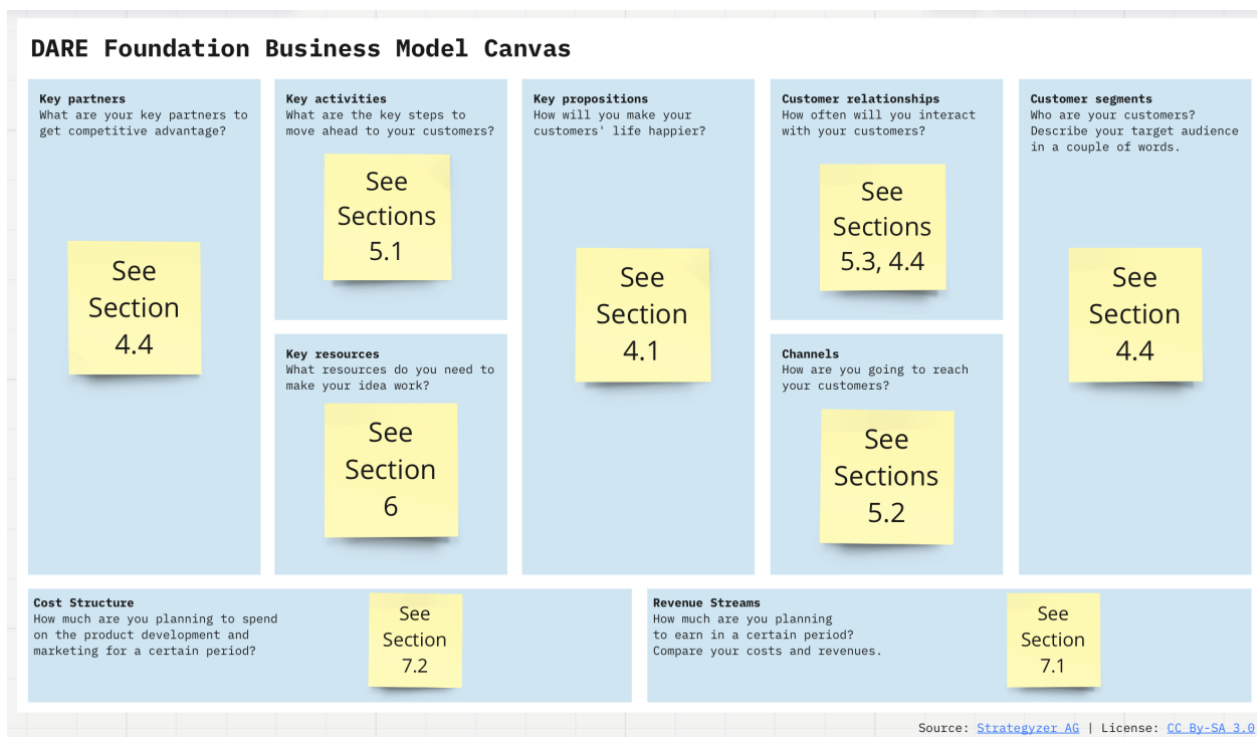 DARE Foundation Business Model Canvas
Key partners
What are your key partners to
get competitive advantage?
See
Section
4.4
Key activities
What are the key steps to
move ahead to your customers?
See
Sections
5.1
Key resources
What resources do you need to
make your idea work?
See
Section
6
Key propositions
How will you make your
customers' life happier?
See
Section
4.1
Customer relationships
How often will you interact
with your customers?
See
Sections
5.3, 4.4
Channels
How are you going to reach
your customers?
See
Sections
5.2
Customer segments
Who are your customers?
Describe your target audience
in a couple of words.
See
Section
4.4
Cost Structure
How much are you planning to spend
on the product development and
marketing for a certain period?
See
Section
7.2
Revenue Streams
How much are you planning
to earn in a certain period?
Compare your costs and revenues.
See
Section
7.1
Source: Strategyzer AG | License: CC By-SA 3.0